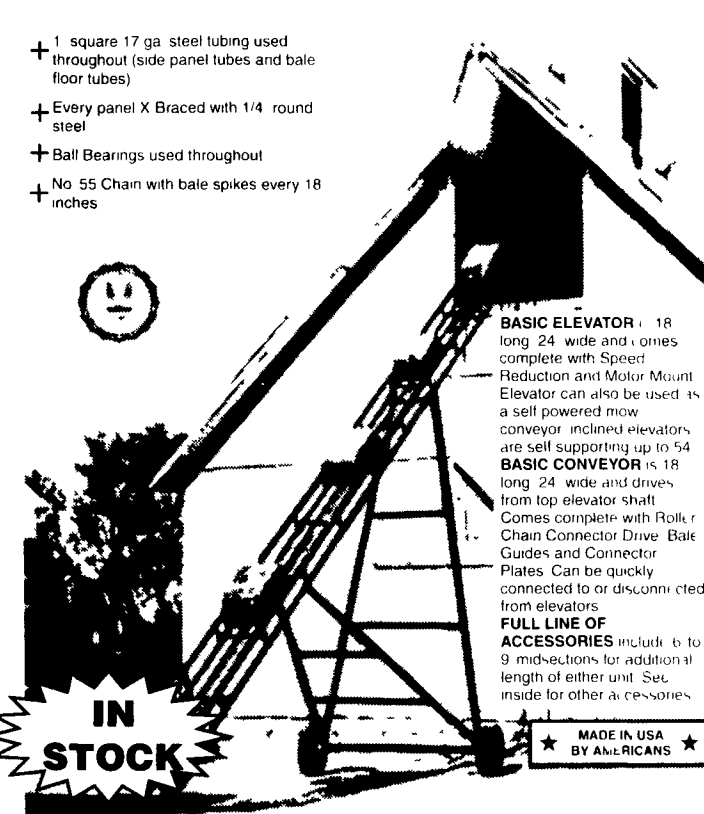 + 1 square 17 ga steel tubing used
throughout (side panel tubes and bale
floor tubes)
+ Every panel X Braced with 1/4 round
steel
+ Ball Bearings used throughout
+ No 55 Chain with bale spikes every 18
inches
BASIC ELEVATOR 18
long 24 wide and comes
complete with Speed
Reduction and Motor Mount
Elevator can also be used as
a self powered mow
conveyor inclined elevators
are self supporting up to 54
BASIC CONVEYOR is 18
long 24 wide and drives
from top elevator shaft
Comes complete with Roller
Chain Connector Drive Bale
Guides and Connector
Plates Can be quickly
connected to or disconnected
from elevators
FULL LINE OF
ACCESSORIES include 6 to
9 midsections for additional
length of either unit See
inside for other accessories
IN
STOCK
★ MADE IN USA ★
BY AMERICANS